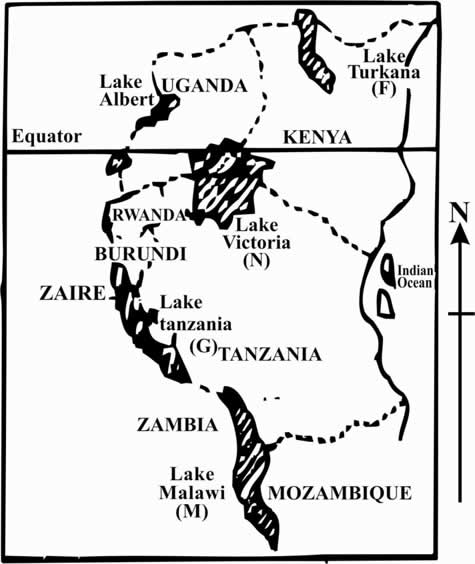 Lake
Turkana
(F)
Lake
Albert
UGANDA
Equator
KENYA
N
RWANDA
Lake
Victoria
(N)
BURUNDI
Indian
Ocean
ZAIRE
Lake
tanzania
(G)
TANZANIA
ZAMBIA
Lake
Malawi
(M)
MOZAMBIQUE